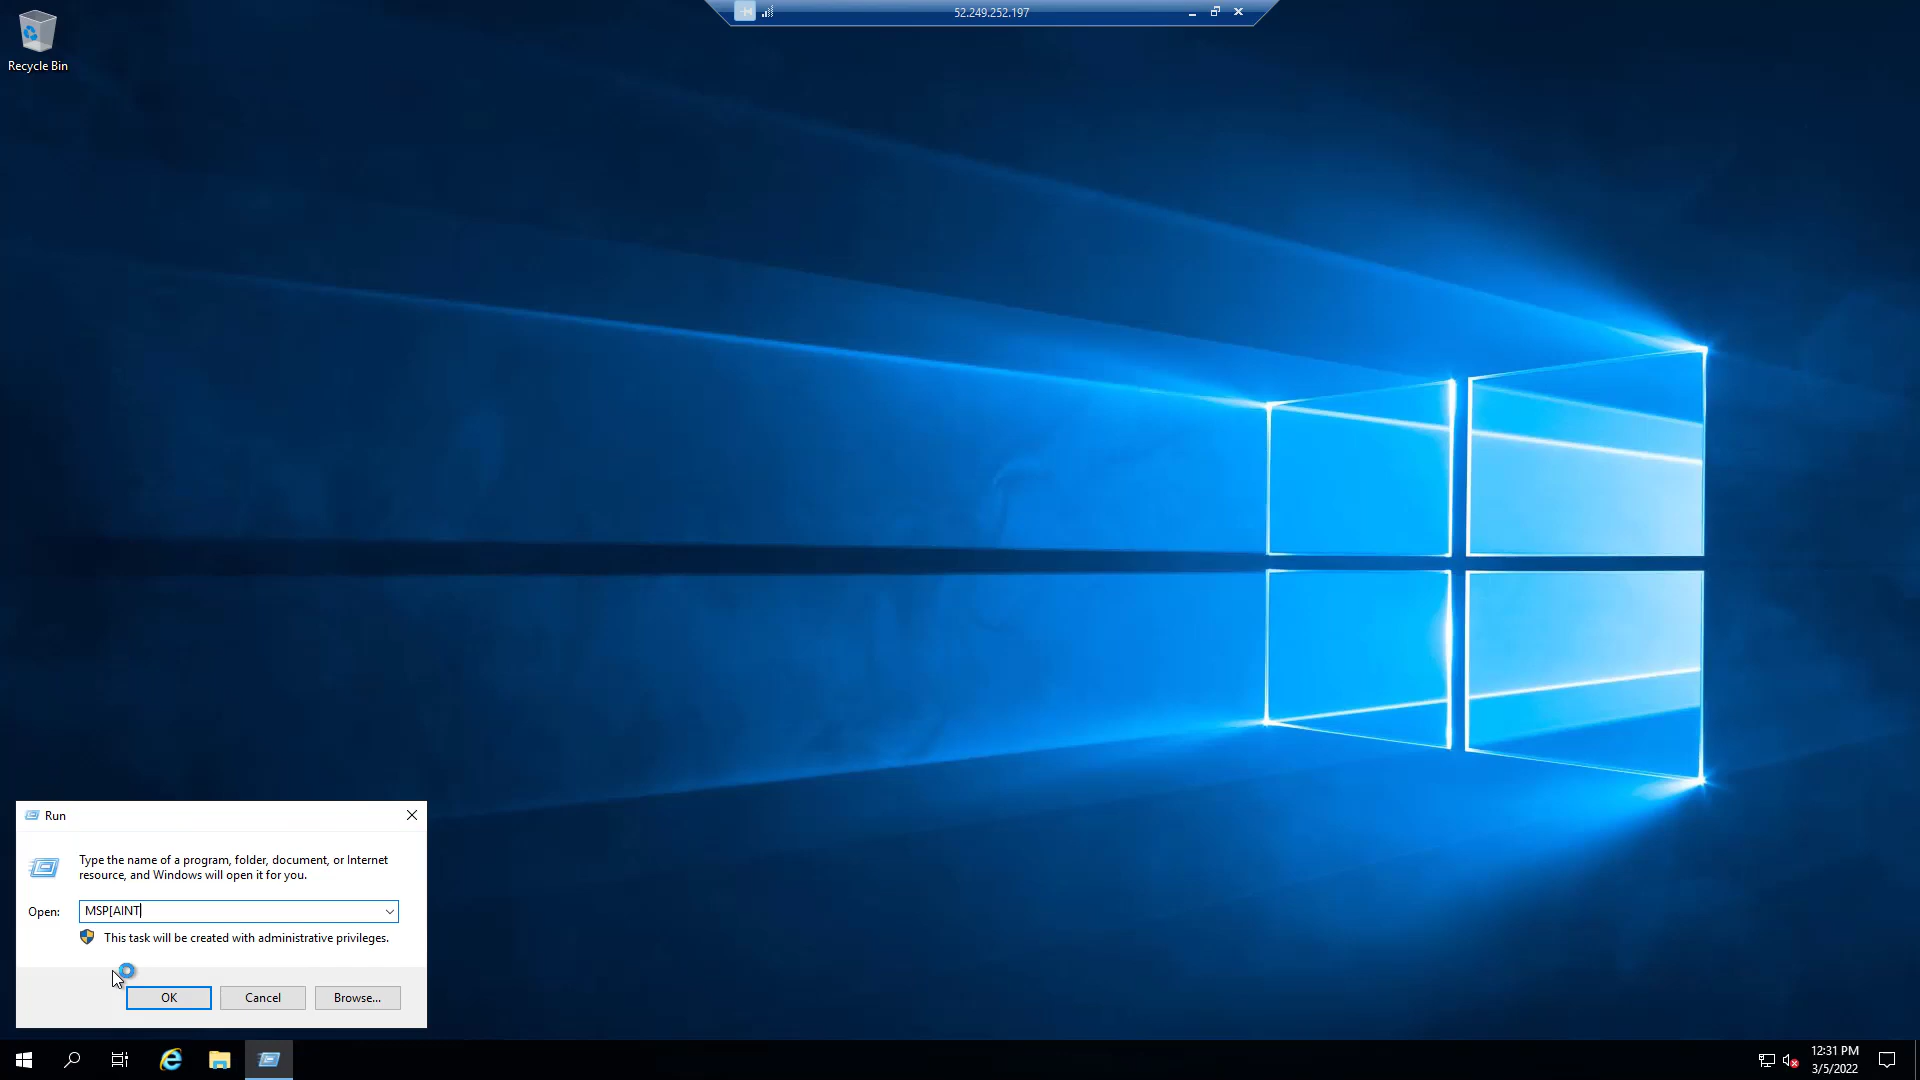 52.249.252.197
Recycle Bin
Run
Type the name of a program, folder, document, or Internet
resource, and Windows will open it for you.
Open: MSP[AINT
This task will be created with administrative privileges.
OK Cancel Browse...
12:31 PM
3/5/2022